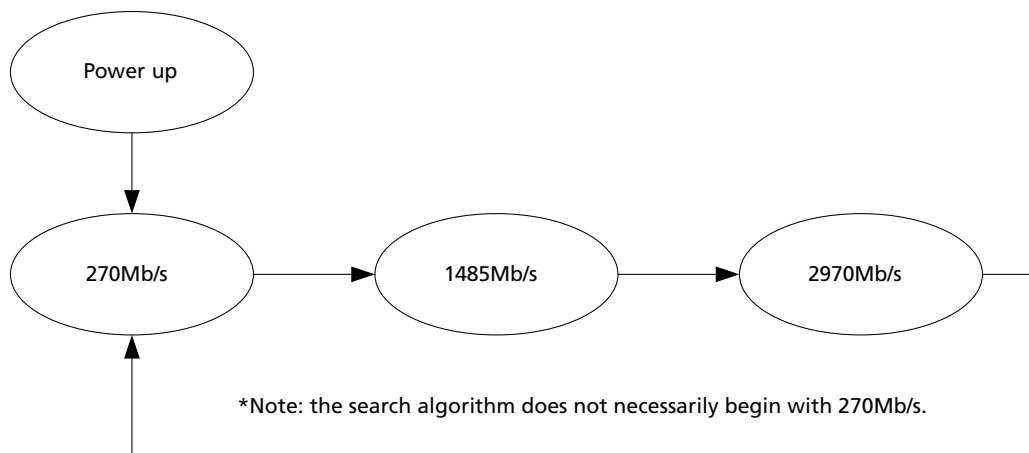 Power up
270Mb/s
1485Mb/s
2970Mb/s
*Note: the search algorithm does not necessarily begin with 270Mb/s.